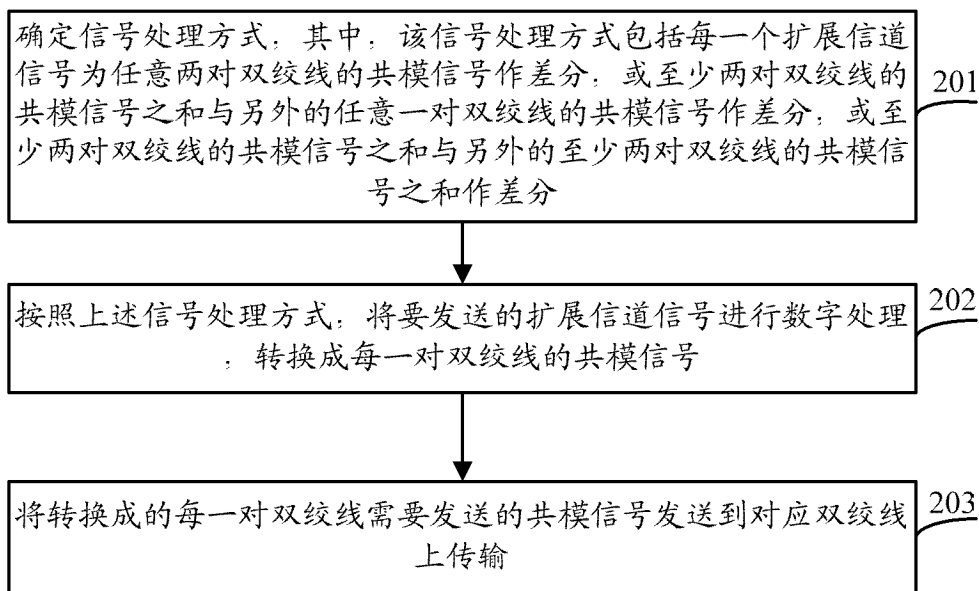 确定信号处理方式，其中，该信号处理方式包括每一个扩展信道
信号为任意两对双绞线的共模信号作差分，或至少两对双绞线的
共模信号之和与另外的任意一对双绞线的共模信号作差分，或至
少两对双绞线的共模信号之和与另外的至少两对双绞线的共模信
号之和作差分
201
按照上述信号处理方式，将要发送的扩展信道信号进行数字处理
，转换成每一对双绞线的共模信号
202
将转换成的每一对双绞线需要发送的共模信号发送到对应双绞线
上传输
203